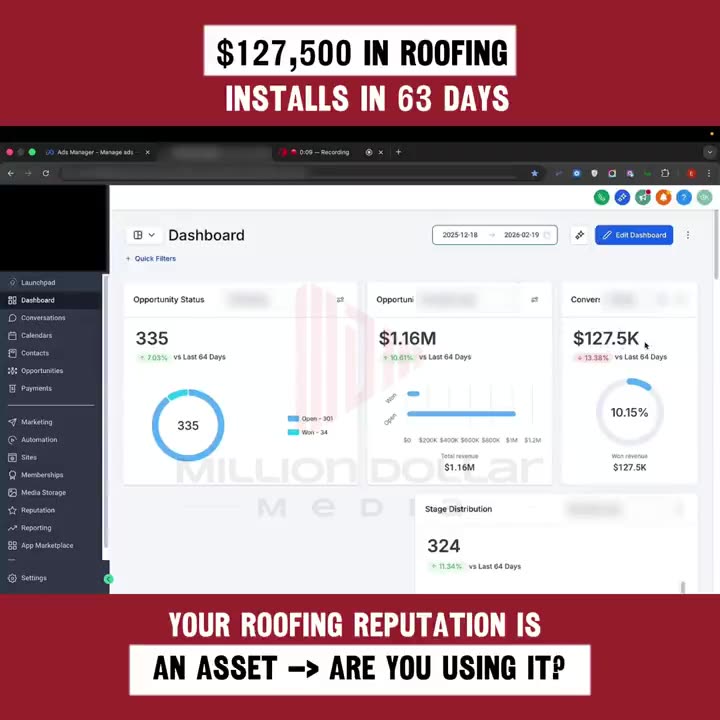 $127,500 IN ROOFING
INSTALLS IN 63 DAYS
Ads Manager - Manage ads
0:09 — Recording
Dashboard
2025-12-18 → 2026-02-19
Edit Dashboard
+ Quick Filters
Launchpad
Dashboard
Conversations
Calendars
Contacts
Opportunities
Payments
Marketing
Automation
Sites
Memberships
Media Storage
Reputation
Reporting
App Marketplace
Settings
Opportunity Status
335
↑ 7.03% vs Last 64 Days
335
Open - 301
Won - 34
Opportuni
$1.16M
↑ 10.61% vs Last 64 Days
Won
Open
$0 $200K $400K $600K $800K $1M $1.2M
Total revenue
$1.16M
Convers
$127.5K
↓ 13.38% vs Last 64 Days
10.15%
Won revenue
$127.5K
Stage Distribution
324
↑ 11.34% vs Last 64 Days
MILLION DOLLAR
MEDIA
YOUR ROOFING REPUTATION IS
AN ASSET —> ARE YOU USING IT?